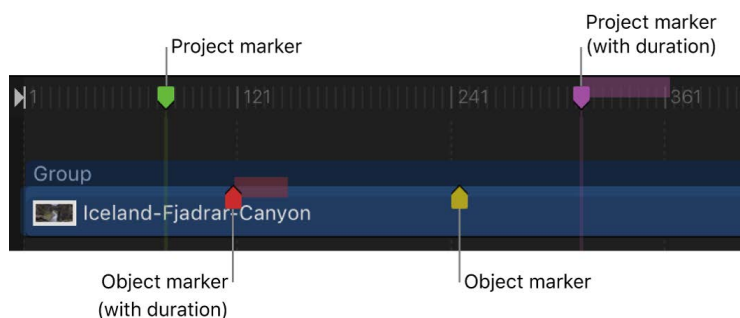 Project marker
Project marker
(with duration)
1
121
241
361
Group
Iceland-Fjadrar-Canyon
Object marker
(with duration)
Object marker